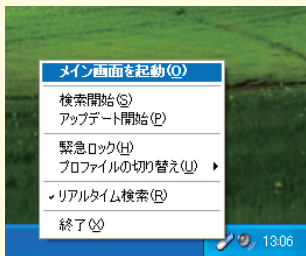 メイン画面を起動(O)
検索開始(S)
アップデート開始(P)
緊急ロック(H)
プロファイルの切り替え(U)
リアルタイム検索(R)
終了(X)
13:06